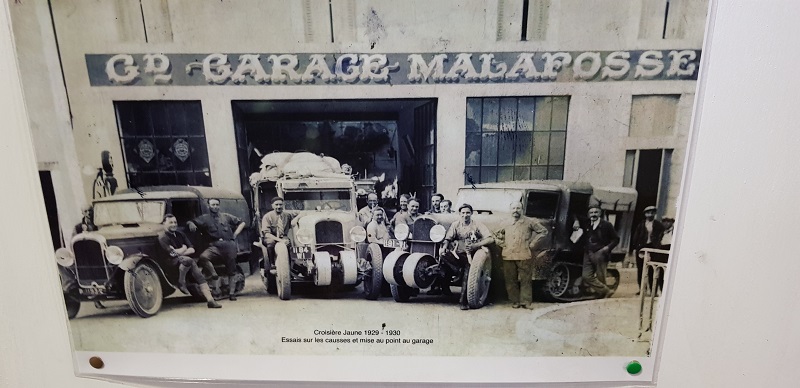 GD GARAGE MALAFOSSE
Croisière Jaune 1929 - 1930
Essais sur les causses et mise au point au garage